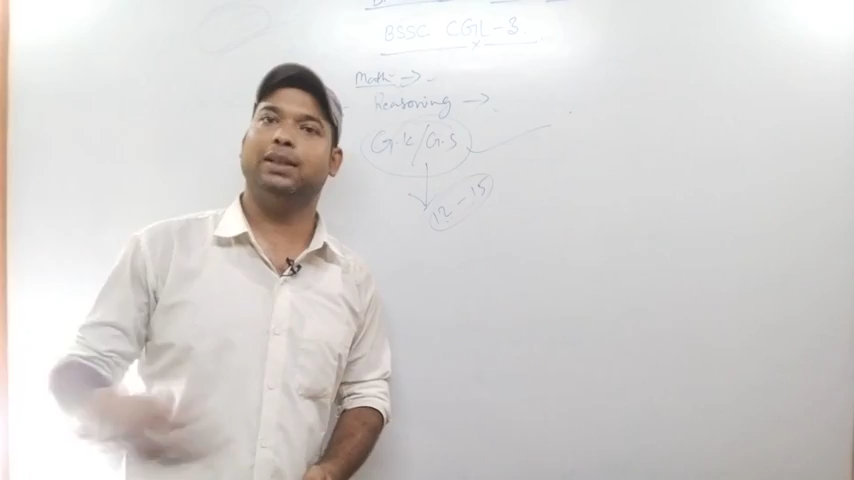 BSSC CGL-3
Math →
Reasoning →
G.K/G.S
12-15